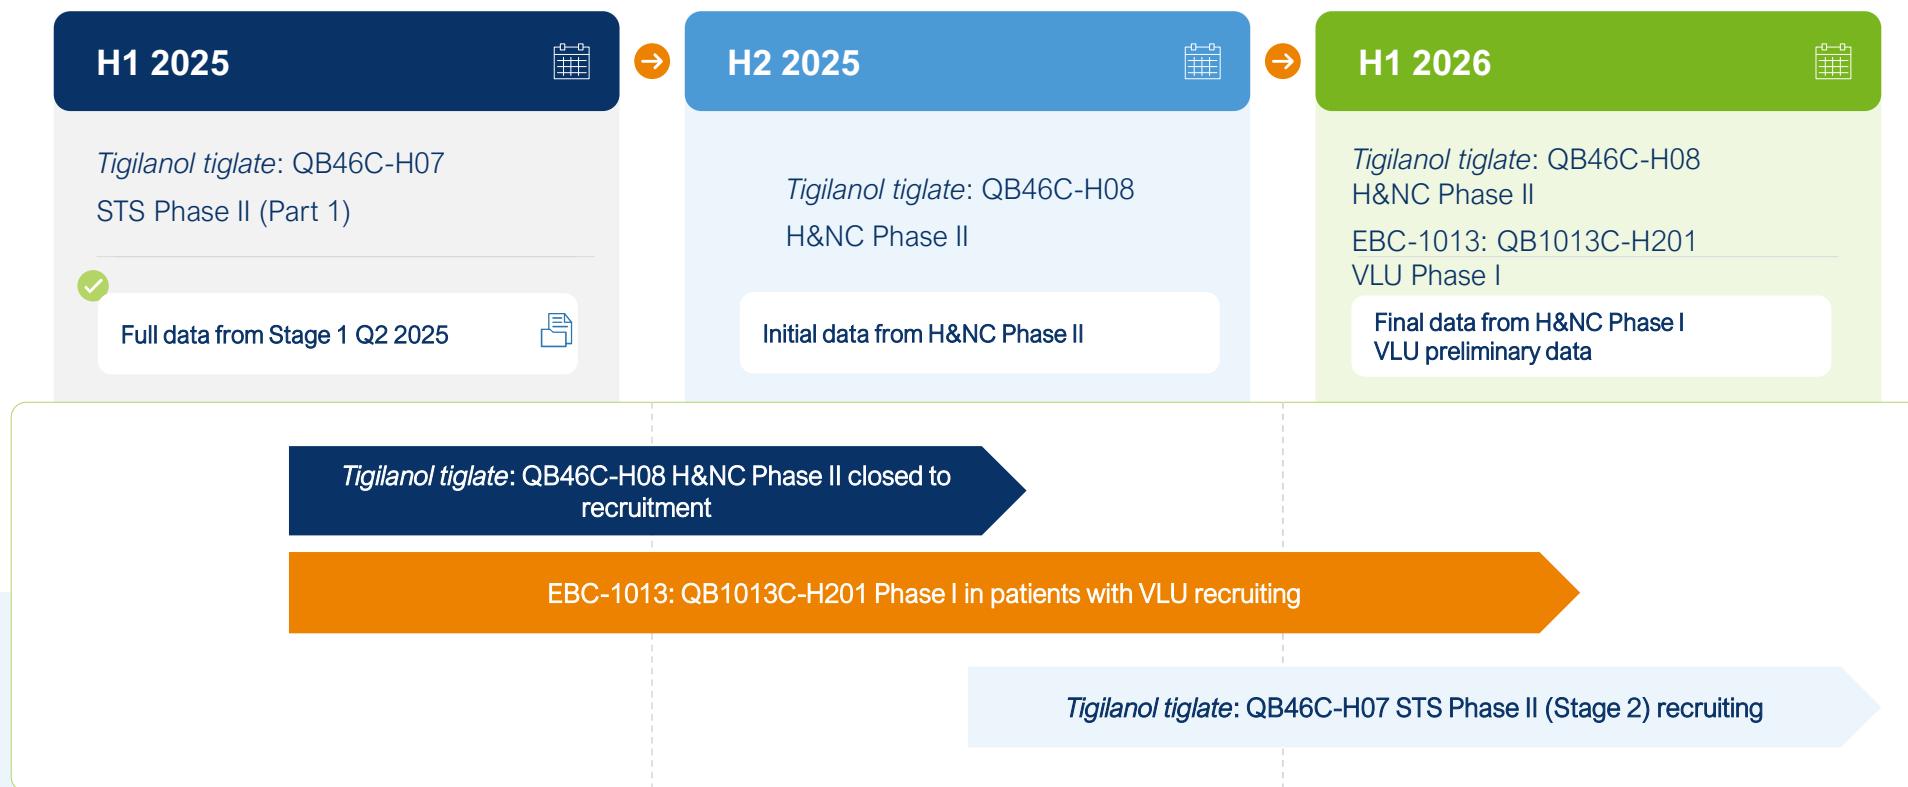 H1 2025
Tigilanol tiglate: QB46C-H07
STS Phase II (Part 1)
Full data from Stage 1 Q2 2025
H2 2025
Tigilanol tiglate: QB46C-H08
H&NC Phase II
Initial data from H&NC Phase II
H1 2026
Tigilanol tiglate: QB46C-H08
H&NC Phase II
EBC-1013: QB1013C-H201
VLU Phase I
Final data from H&NC Phase I
VLU preliminary data
Tigilanol tiglate: QB46C-H08 H&NC Phase II closed to
recruitment
EBC-1013: QB1013C-H201 Phase I in patients with VLU recruiting
Tigilanol tiglate: QB46C-H07 STS Phase II (Stage 2) recruiting